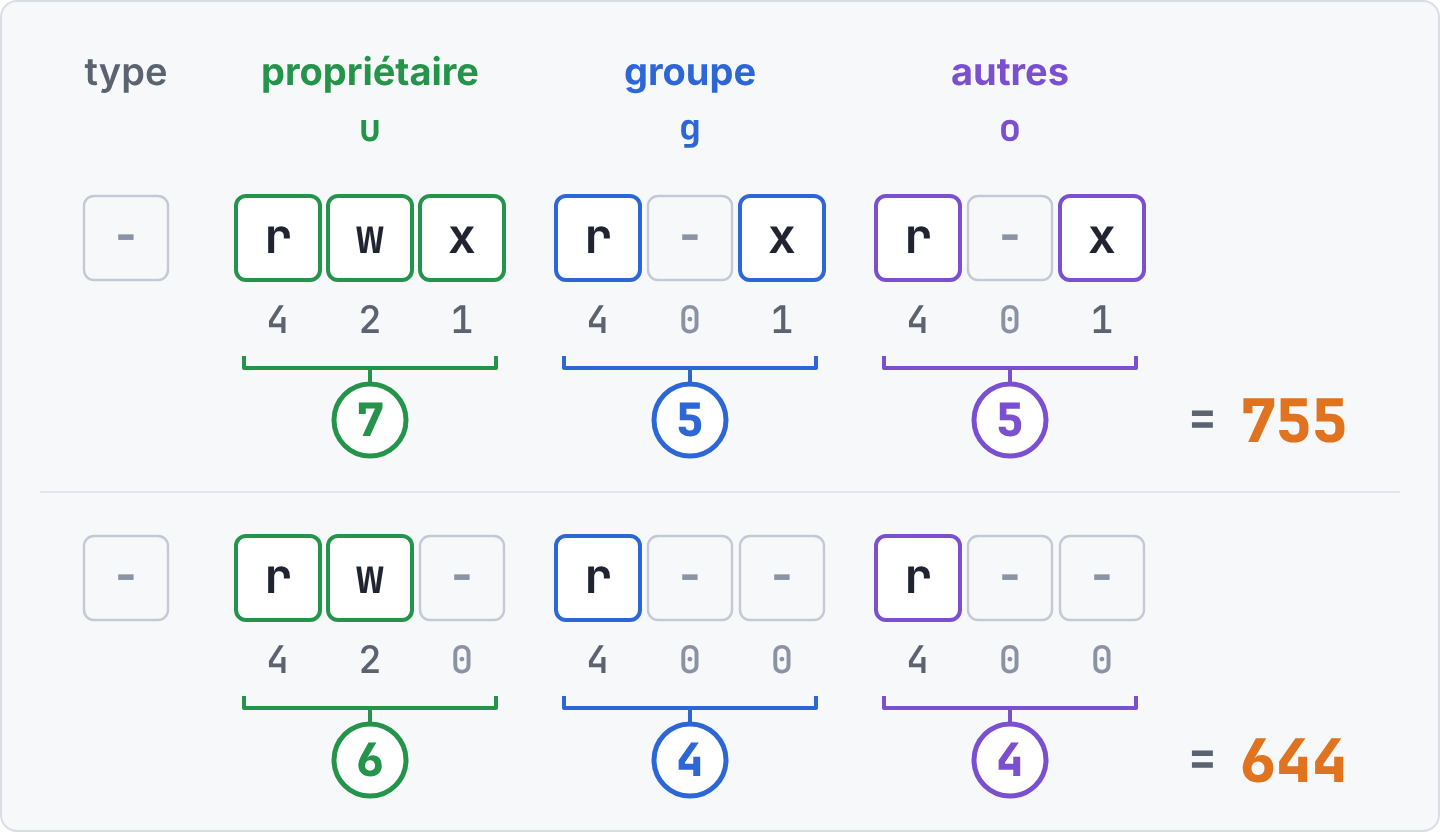 type propriétaire groupe autres
u g o
- r w x r - x r - x
4 2 1 4 0 1 4 0 1
7 5 5 = 755
- r w - r - - r - -
4 2 0 4 0 0 4 0 0
6 4 4 = 644